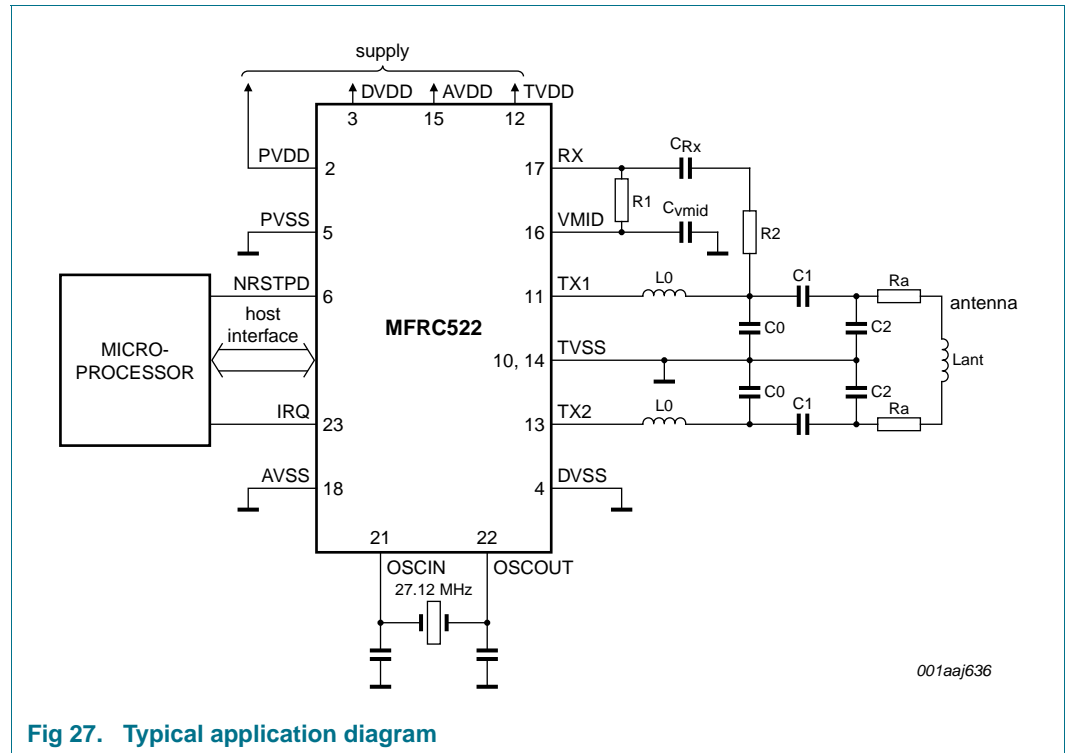 supply
DVDD
AVDD
TVDD
3
15
12
PVDD
2
17
RX
CRx
R1
PVSS
5
16
VMID
Cvmid
R2
NRSTPD
6
11
TX1
L0
C1
Ra
antenna
host
interface
MFRC522
C0
C2
MICRO-
PROCESSOR
10, 14
TVSS
Lant
C0
C2
IRQ
23
13
TX2
L0
C1
Ra
AVSS
18
4
DVSS
21
22
OSCIN
OSCOUT
27.12 MHz
001aaj636
Fig 27. Typical application diagram